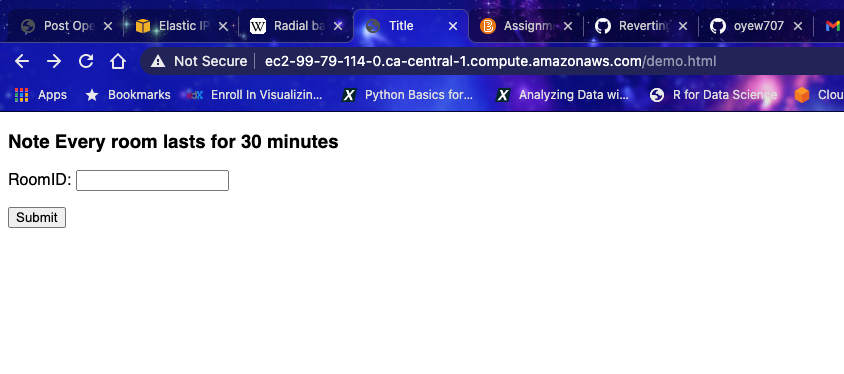 Post Ope Elastic IP Radial ba Title Assignm Reverting oyew707
Not Secure ec2-99-79-114-0.ca-central-1.compute.amazonaws.com/demo.html
Apps Bookmarks Enroll In Visualizin... Python Basics for... Analyzing Data wi... R for Data Science Clou
Note Every room lasts for 30 minutes
RoomID:
Submit